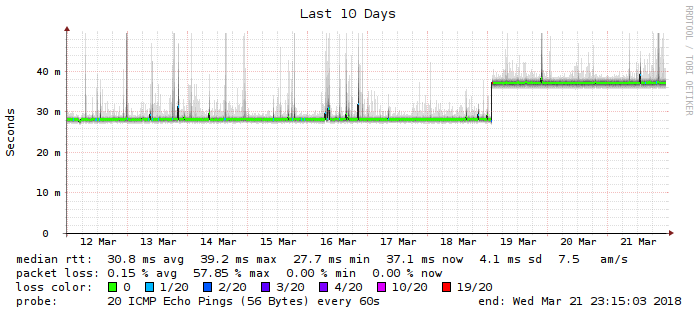 Last 10 Days
RRDTOOL / TOBI OETIKER
Seconds
40 m
30 m
20 m
10 m
0
12 Mar 13 Mar 14 Mar 15 Mar 16 Mar 17 Mar 18 Mar 19 Mar 20 Mar 21 Mar
median rtt: 30.8 ms avg 39.2 ms max 27.7 ms min 37.1 ms now 4.1 ms sd 7.5 am/s
packet loss: 0.15 % avg 57.85 % max 0.00 % min 0.00 % now
loss color: 0 1/20 2/20 3/20 4/20 10/20 19/20
probe: 20 ICMP Echo Pings (56 Bytes) every 60s end: Wed Mar 21 23:15:03 2018